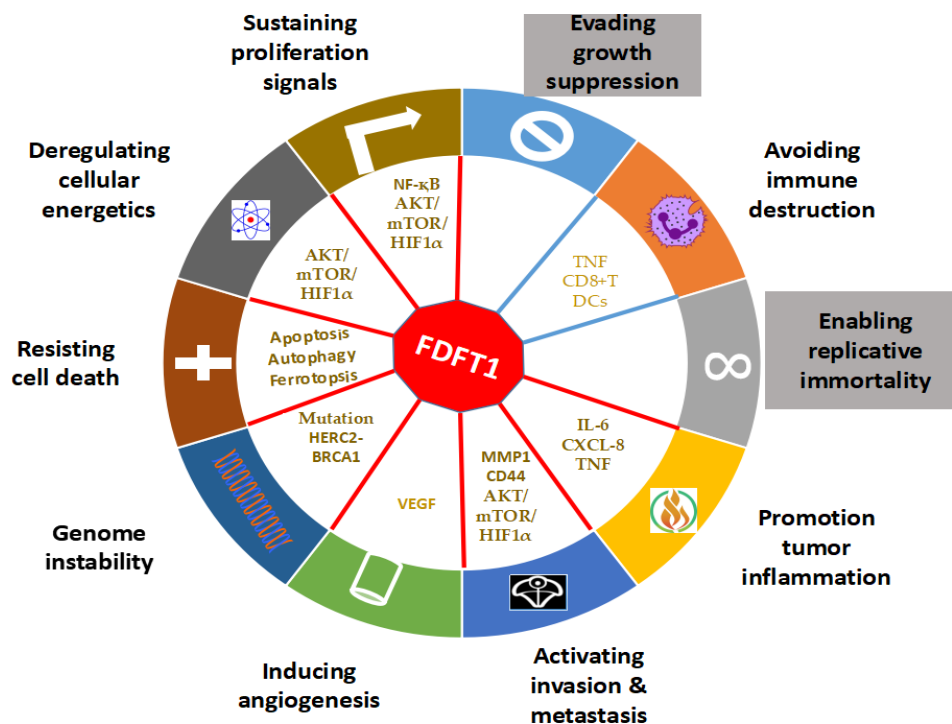 Sustaining
proliferation
signals
Evading
growth
suppression
Avoiding
immune
destruction
Enabling
replicative
immortality
Promotion
tumor
inflammation
Activating
invasion &
metastasis
Inducing
angiogenesis
Genome
instability
Resisting
cell death
Deregulating
cellular
energetics
NF-κB
AKT/
mTOR/
HIF1α
TNF
CD8+T
DCs
IL-6
CXCL-8
TNF
MMP1
CD44
AKT/
mTOR/
HIF1α
VEGF
Mutation
HERC2-
BRCA1
Apoptosis
Autophagy
Ferrotopsis
AKT/
mTOR/
HIF1α
FDFT1